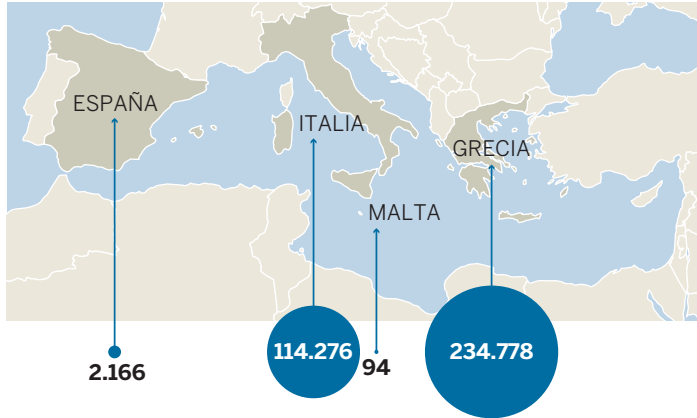 ESPAÑA
ITALIA
GRECIA
MALTA
2.166
114.276
94
234.778